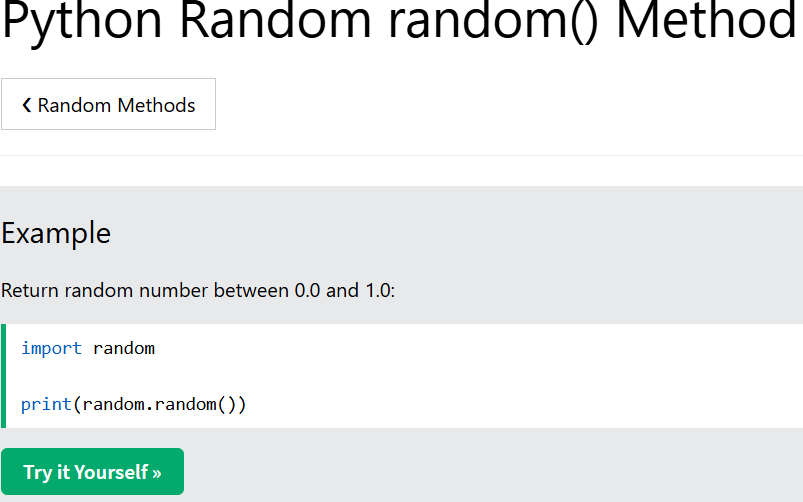 Python Random random() Method
❮ Random Methods
Example
Return random number between 0.0 and 1.0:
import random
print(random.random())
Try it Yourself »